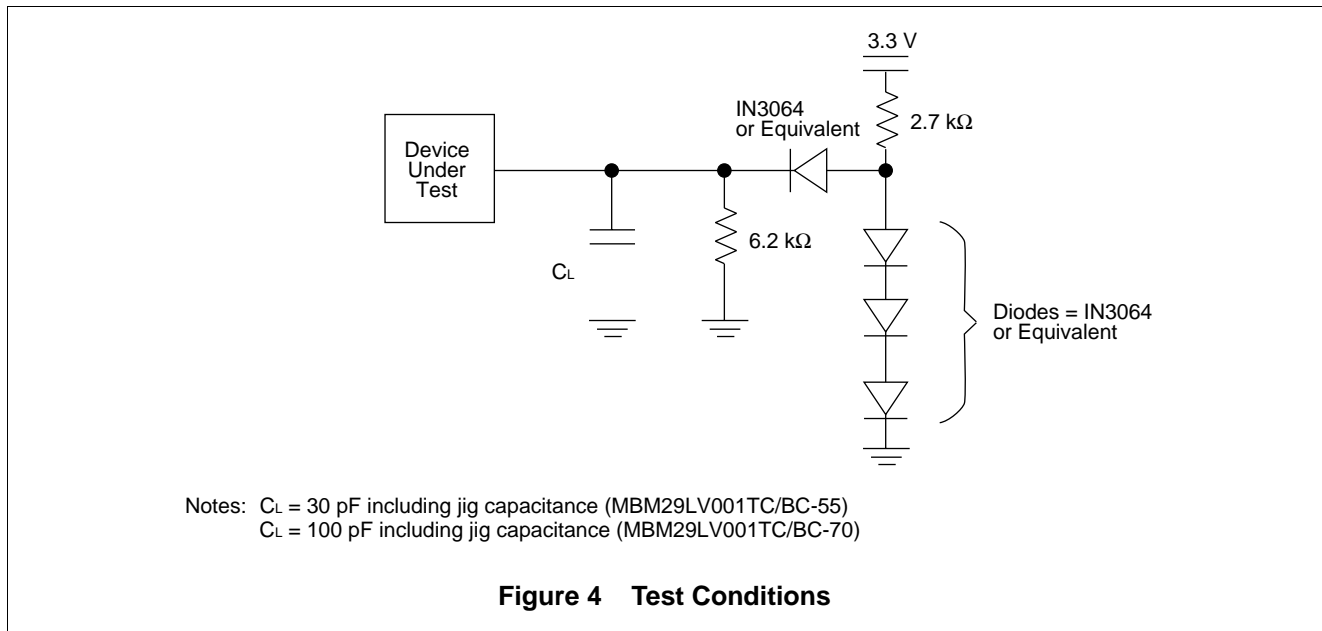 3.3 V
IN3064
or Equivalent
2.7 kΩ
Device
Under
Test
6.2 kΩ
CL
Diodes = IN3064
or Equivalent
Notes: CL = 30 pF including jig capacitance (MBM29LV001TC/BC-55)
CL = 100 pF including jig capacitance (MBM29LV001TC/BC-70)
Figure 4 Test Conditions